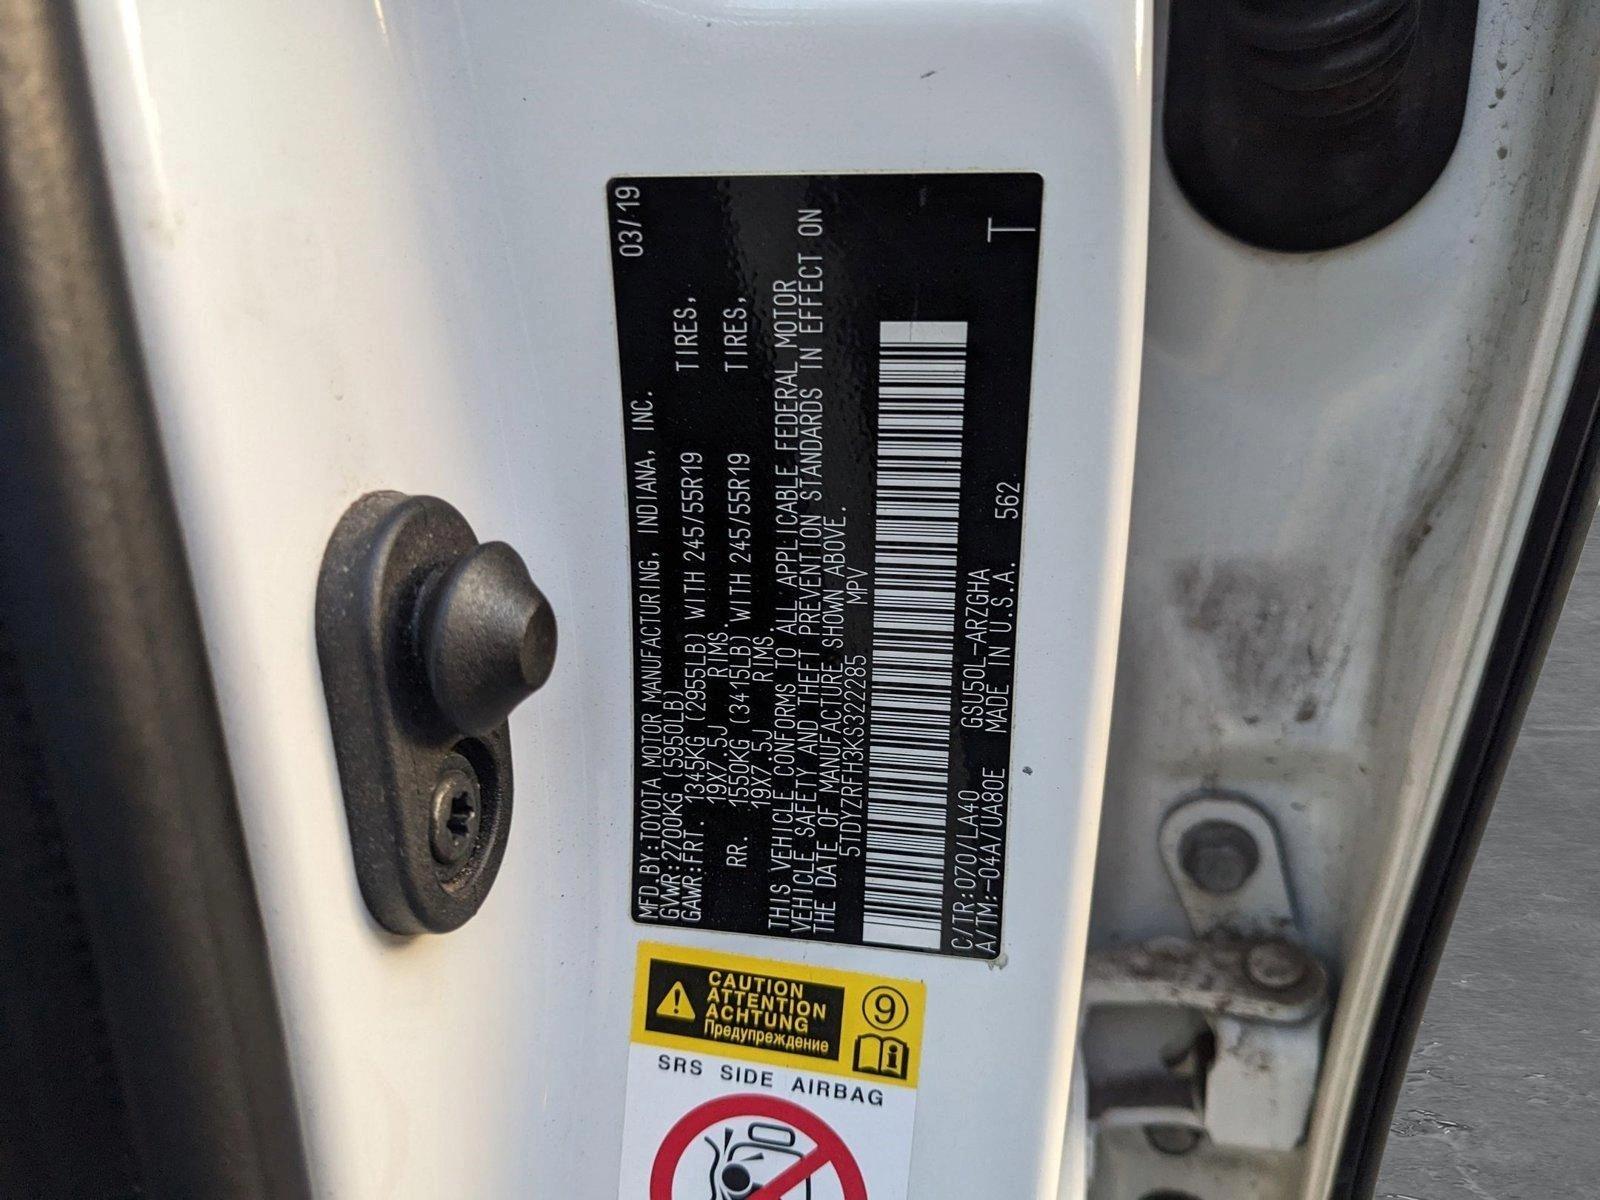 MFD.BY:TOYOTA MOTOR MANUFACTURING, INDIANA, INC. 03/19
GVWR:2700KG (5950LB)
GAWR:FRT. 1345KG (2955LB) WITH 245/55R19 TIRES,
19X7.5J RIMS.
RR. 1550KG (3415LB) WITH 245/55R19 TIRES,
19X7.5J RIMS.
THIS VEHICLE CONFORMS TO ALL APPLICABLE FEDERAL MOTOR
VEHICLE SAFETY AND THEFT PREVENTION STANDARDS IN EFFECT ON
THE DATE OF MANUFACTURE SHOWN ABOVE.
5TDYZRFH3KS322285 MPV
C/TR:070/LA40 GSU50L-ARZGHA
A/TM:-04A/UA80E MADE IN U.S.A. 562
T
CAUTION
ATTENTION
ACHTUNG
Предупреждение
9
i
SRS SIDE AIRBAG